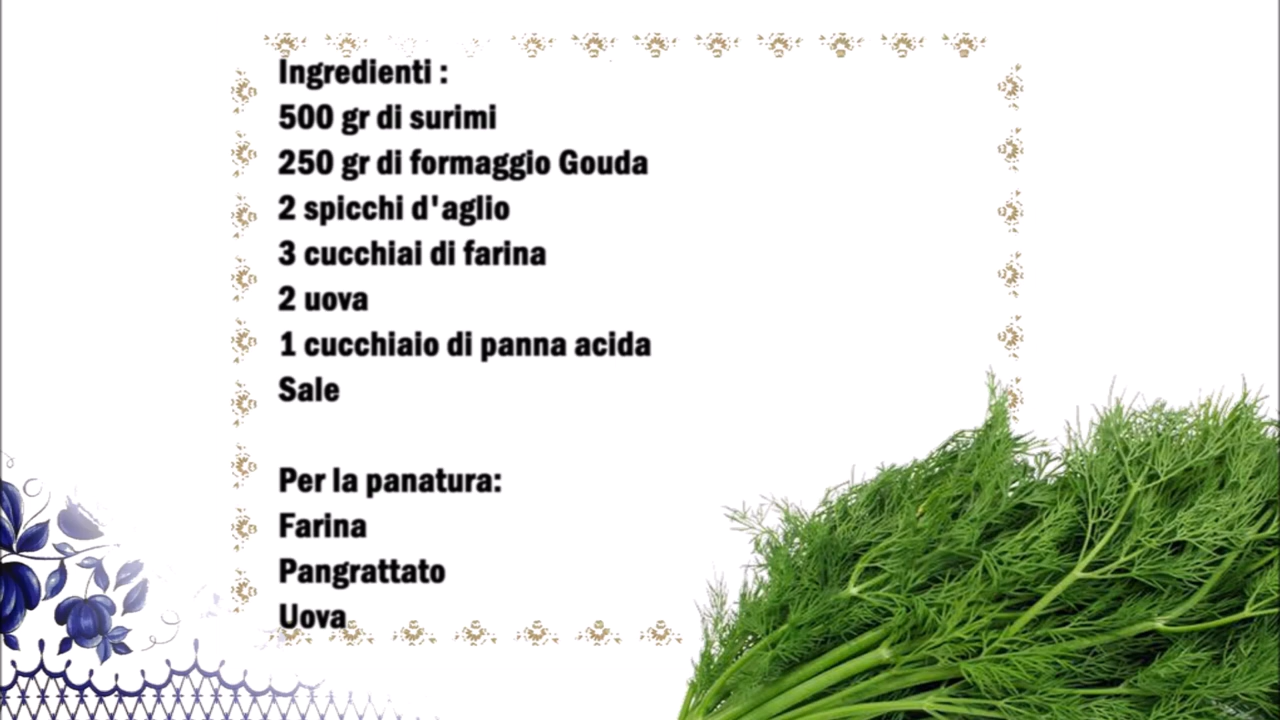 Ingredienti :
500 gr di surimi
250 gr di formaggio Gouda
2 spicchi d'aglio
3 cucchiai di farina
2 uova
1 cucchiaio di panna acida
Sale
Per la panatura:
Farina
Pangrattato
Uova